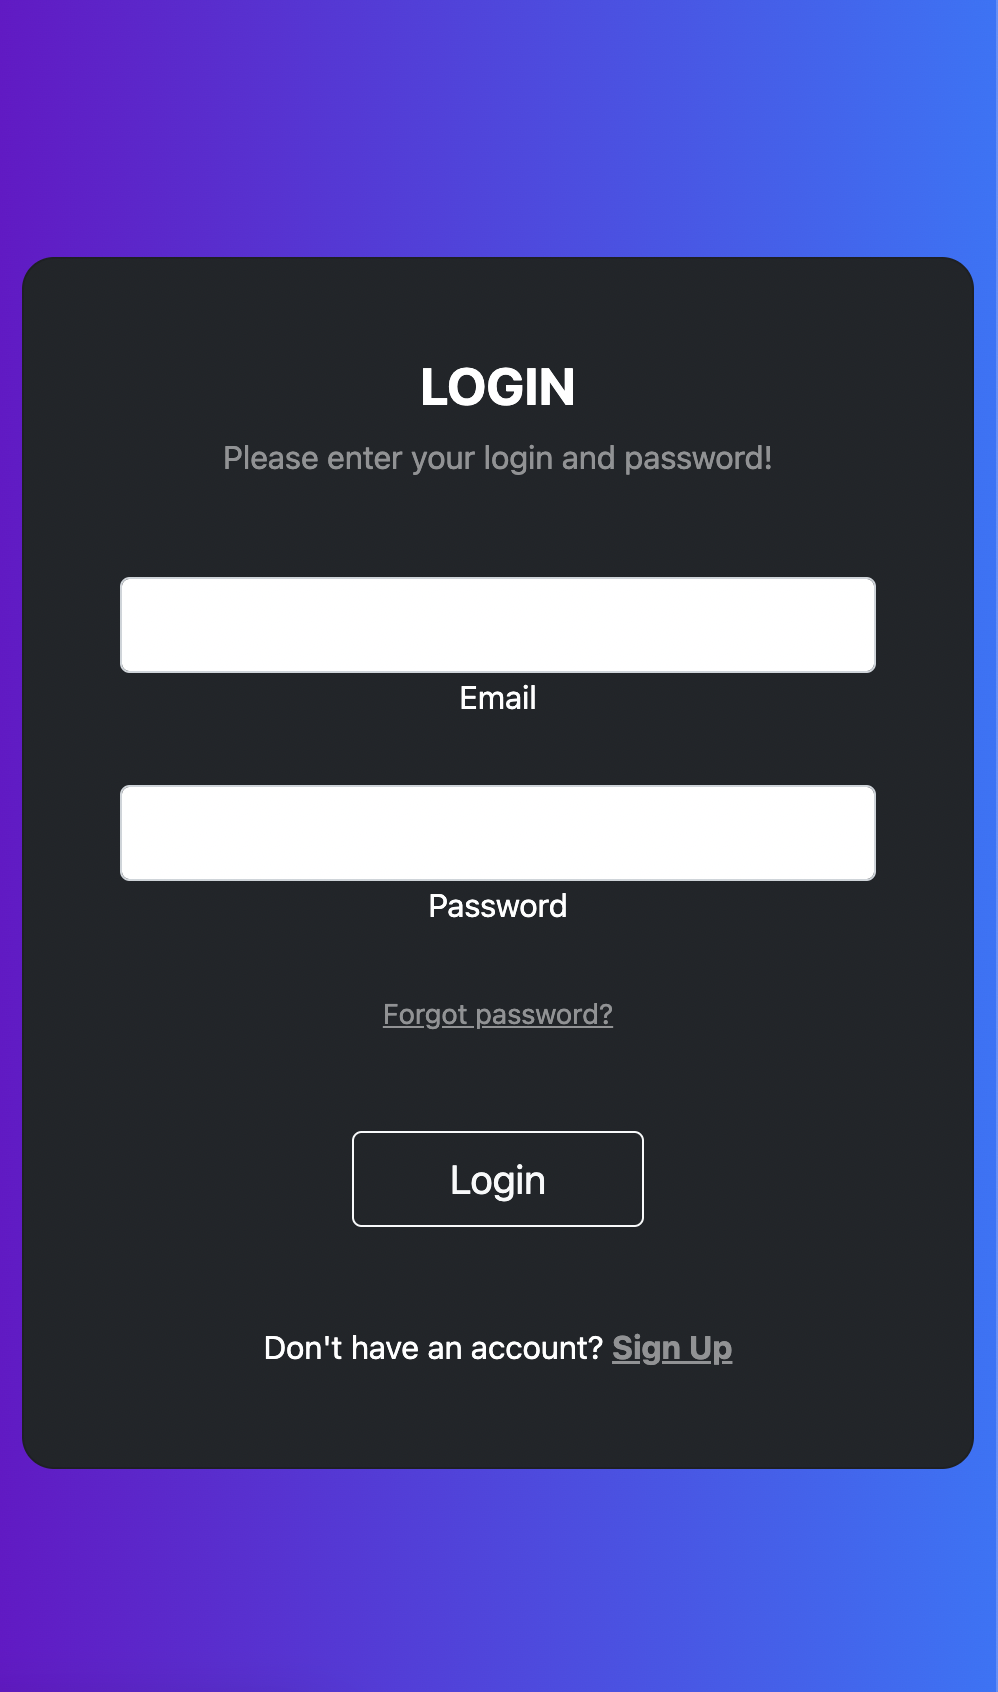 LOGIN
Please enter your login and password!
Email
Password
Forgot password?
Login
Don't have an account? Sign Up